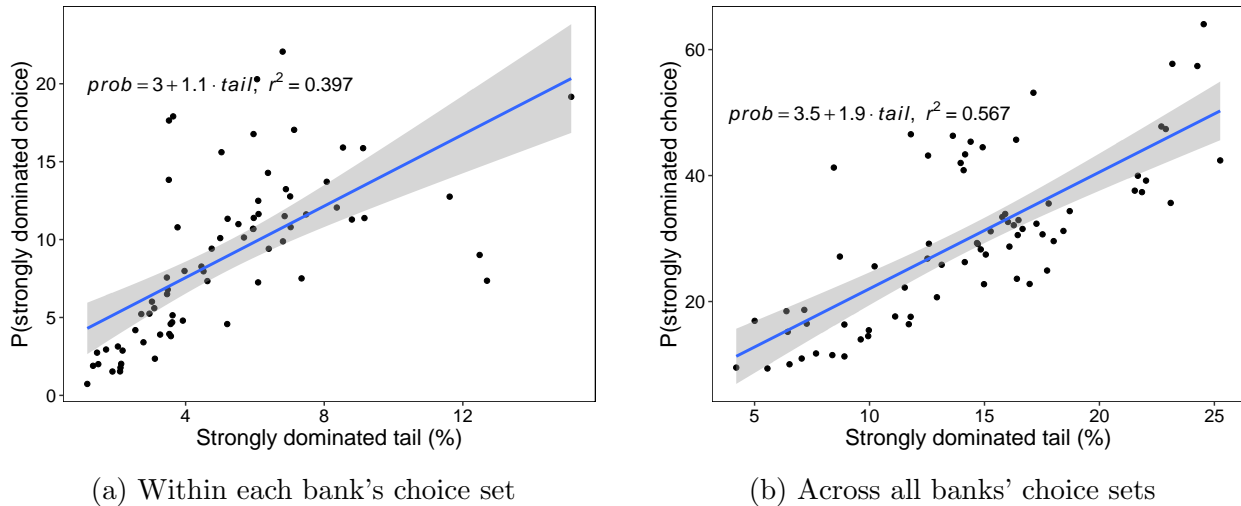 P(strongly dominated choice)
20
15
10
5
0
prob = 3 + 1.1 · tail, r² = 0.397
4 8 12
Strongly dominated tail (%)
(a) Within each bank's choice set
P(strongly dominated choice)
60
40
20
prob = 3.5 + 1.9 · tail, r² = 0.567
5 10 15 20 25
Strongly dominated tail (%)
(b) Across all banks' choice sets